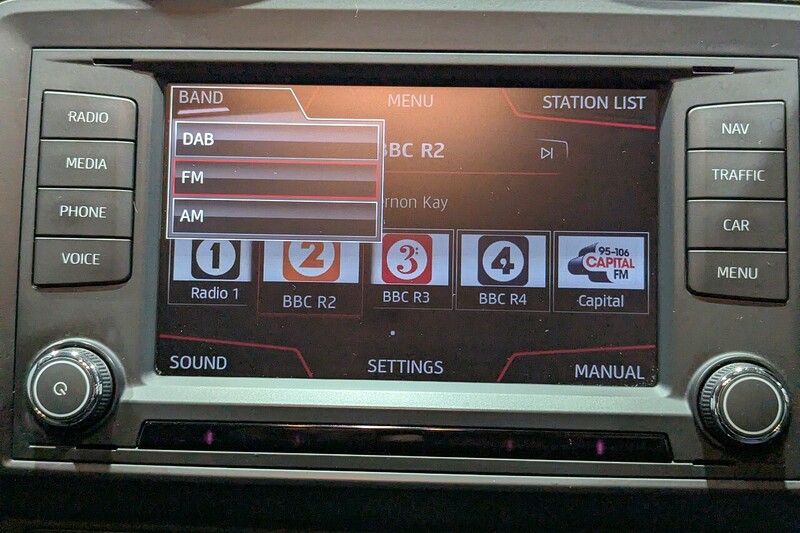 RADIO
MEDIA
PHONE
VOICE
BAND
MENU
STATION LIST
DAB
FM
AM
BBC R2
ernon Kay
1
Radio 1
2
BBC R2
3
BBC R3
4
BBC R4
95-106
CAPITAL
FM
Capital
SOUND
SETTINGS
MANUAL
NAV
TRAFFIC
CAR
MENU